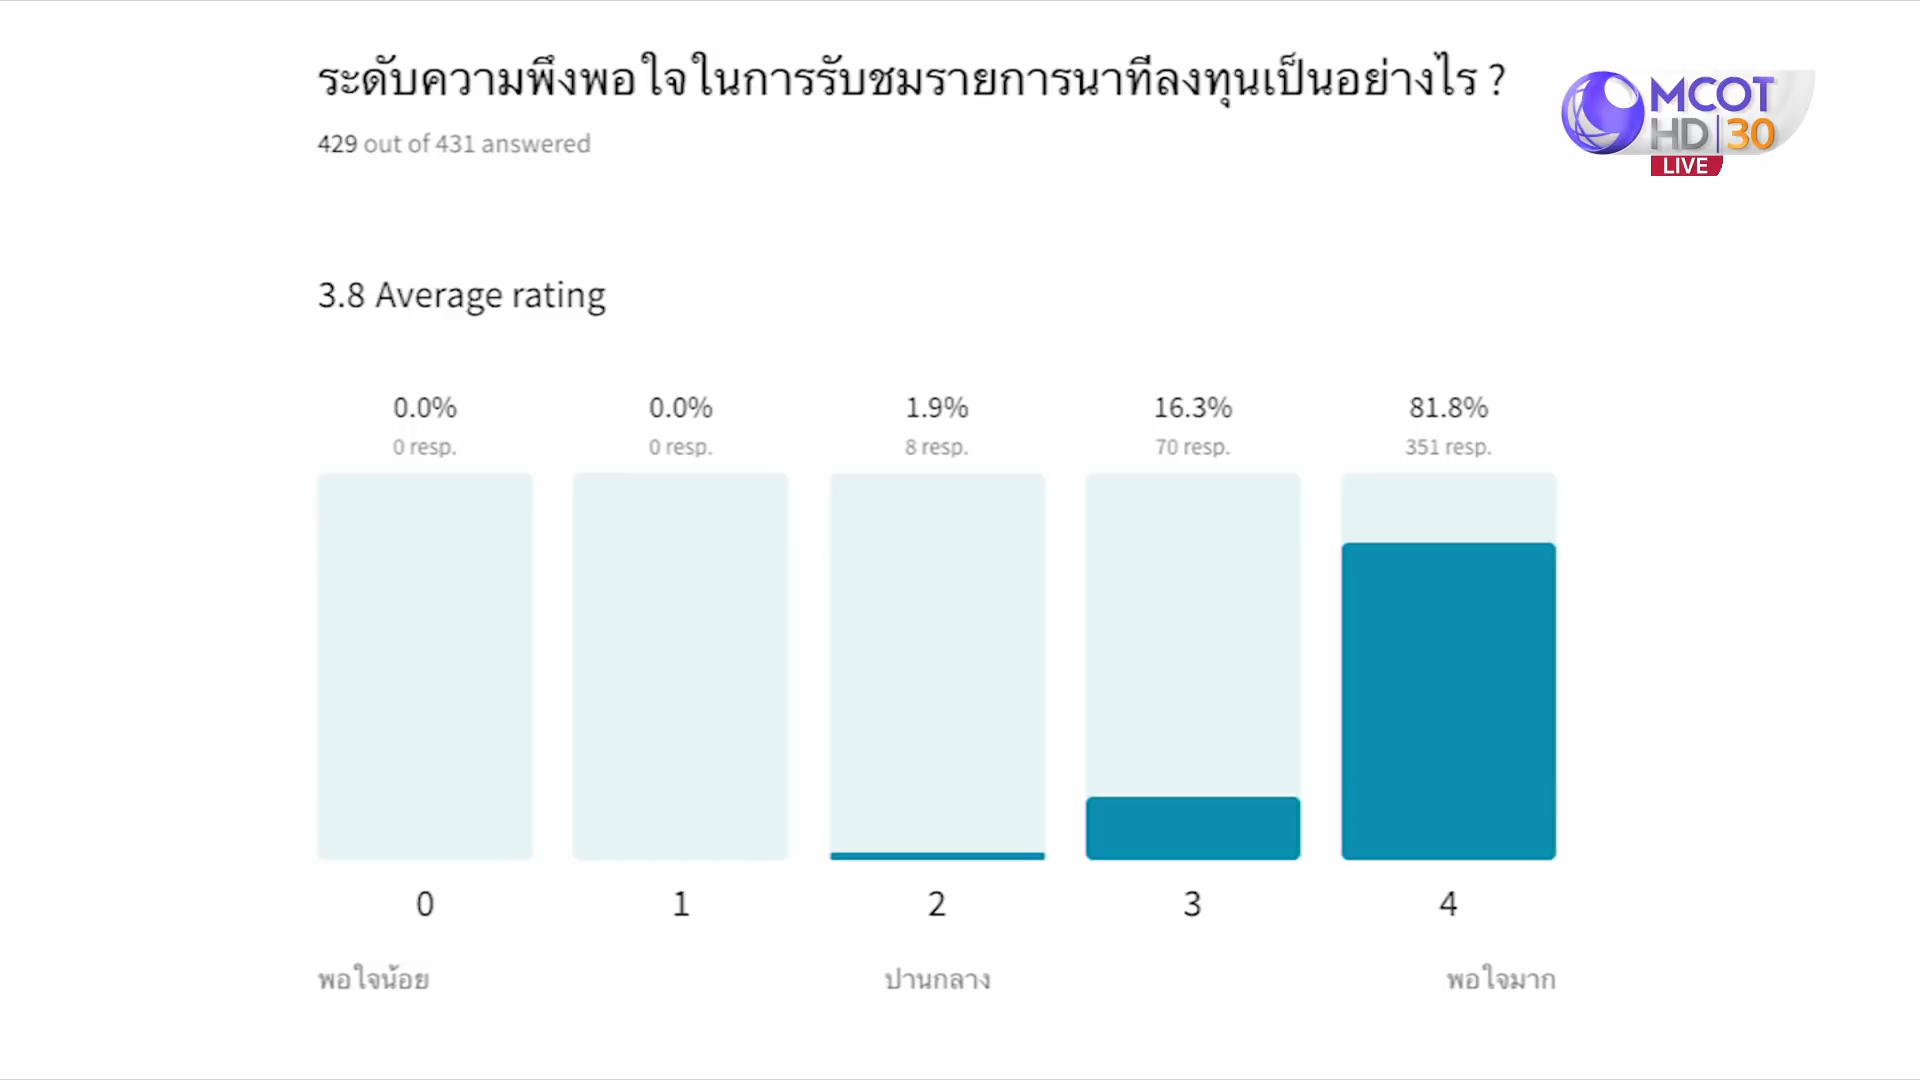 ระดับความพึงพอใจในการรับชมรายการนาทีลงทุนเป็นอย่างไร ?
429 out of 431 answered
MCOT
HD 30
LIVE
3.8 Average rating
0.0% 0.0% 1.9% 16.3% 81.8%
0 resp. 0 resp. 8 resp. 70 resp. 351 resp.
0 1 2 3 4
พอใจน้อย ปานกลาง พอใจมาก